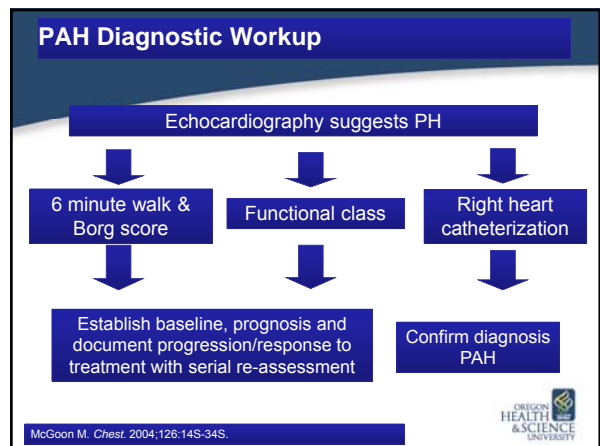 PAH Diagnostic Workup
Echocardiography suggests PH
6 minute walk &
Borg score
Functional class
Right heart
catheterization
Establish baseline, prognosis and
document progression/response to
treatment with serial re-assessment
Confirm diagnosis
PAH
McGoon M. Chest. 2004;126:14S-34S.
OREGON
HEALTH
&SCIENCE
UNIVERSITY